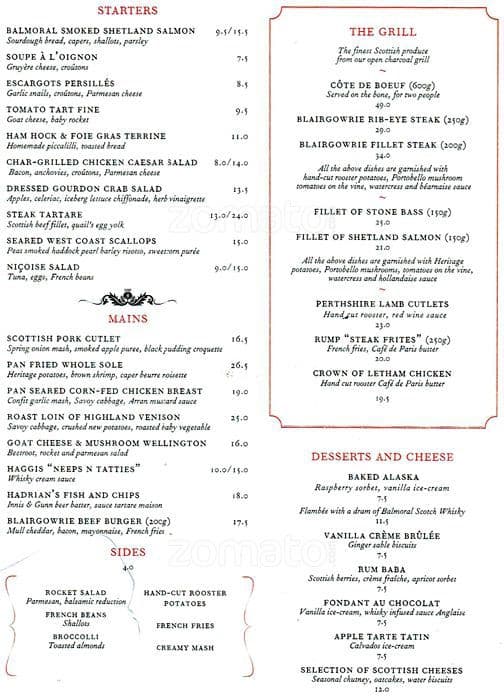 STARTERS
BALMORAL SMOKED SHETLAND SALMON 9.5/15.5
Sourdough bread, capers, shallots, parsley
SOUPE À L'OIGNON 7.5
Gruyère cheese, croûtons
ESCARGOTS PERSILLÈS 8.5
Garlic snails, croûtons, Parmesan cheese
TOMATO TART FINE 9.5
Goat cheese, baby rocket
HAM HOCK & FOIE GRAS TERRINE 11.0
Homemade piccalilli, toasted bread
CHAR-GRILLED CHICKEN CAESAR SALAD 8.0/14.0
Bacon, anchovies, croûtons, Parmesan cheese
DRESSED GOURDON CRAB SALAD 13.5
Apples, celeriac, iceberg lettuce chiffonade, herb vinaigrette
STEAK TARTARE 13.0/24.0
Scottish beef fillet, quail's egg yolk
SEARED WEST COAST SCALLOPS 15.0
Peas smoked haddock pearl barley risotto, sweetcorn purée
NIÇOISE SALAD 9.0/15.0
Tuna, eggs, French beans
MAINS
SCOTTISH PORK CUTLET 16.5
Spring onion mash, smoked apple puree, black pudding croquette
PAN FRIED WHOLE SOLE 26.5
Heritage potatoes, brown shrimp, caper beurre noisette
PAN SEARED CORN-FED CHICKEN BREAST 19.0
Confit garlic mash, Savoy cabbage, Arran mustard sauce
ROAST LOIN OF HIGHLAND VENISON 25.0
Savoy cabbage, crushed new potatoes, roasted baby vegetable
GOAT CHEESE & MUSHROOM WELLINGTON 16.0
Beetroot, rocket and parmesan salad
HAGGIS "NEEPS N TATTIES" 10.0/15.0
Whisky cream sauce
HADRIAN'S FISH AND CHIPS 18.0
Innis & Gunn beer batter, sauce tartare maison
BLAIRGOWRIE BEEF BURGER (200g) 17.5
Mull cheddar, bacon, mayonnaise, French fries
SIDES
4.0
ROCKET SALAD
Parmesan, balsamic reduction
FRENCH BEANS
Shallots
BROCCOLLI
Toasted almonds
HAND-CUT ROOSTER
POTATOES
FRENCH FRIES
CREAMY MASH
THE GRILL
The finest Scottish produce
from our open charcoal grill
~
CÔTE DE BOEUF (600g)
Served on the bone, for two people
49.0
BLAIRGOWRIE RIB-EYE STEAK (250g)
29.0
BLAIRGOWRIE FILLET STEAK (200g)
34.0
All the above dishes are garnished with
hand-cut rooster potatoes, Portobello mushroom
tomatoes on the vine, watercress and béarnaise sauce
~
FILLET OF STONE BASS (150g)
25.0
FILLET OF SHETLAND SALMON (150g)
21.0
All the above dishes are garnished with Heritage
potatoes, Portobello mushrooms, tomatoes on the vine,
watercress and hollandaise sauce
~
PERTHSHIRE LAMB CUTLETS
Hand cut rooster, red wine sauce
23.0
RUMP "STEAK FRITES" (250g)
French fries, Café de Paris butter
20.0
CROWN OF LETHAM CHICKEN
Hand cut rooster Café de Paris butter
19.5
DESSERTS AND CHEESE
BAKED ALASKA
Raspberry sorbet, vanilla ice-cream
7.5
Flambée with a dram of Balmoral Scotch Whisky
11.5
VANILLA CRÈME BRÛLÉE
Ginger sable biscuits
7.5
RUM BABA
Scottish berries, crème fraîche, apricot sorbet
7.5
FONDANT AU CHOCOLAT
Vanilla ice-cream, whisky infused sauce Anglaise
7.5
APPLE TARTE TATIN
Calvados ice-cream
7.5
SELECTION OF SCOTTISH CHEESES
Seasonal chutney, oatcakes, water biscuits
12.0
zomato
zomato